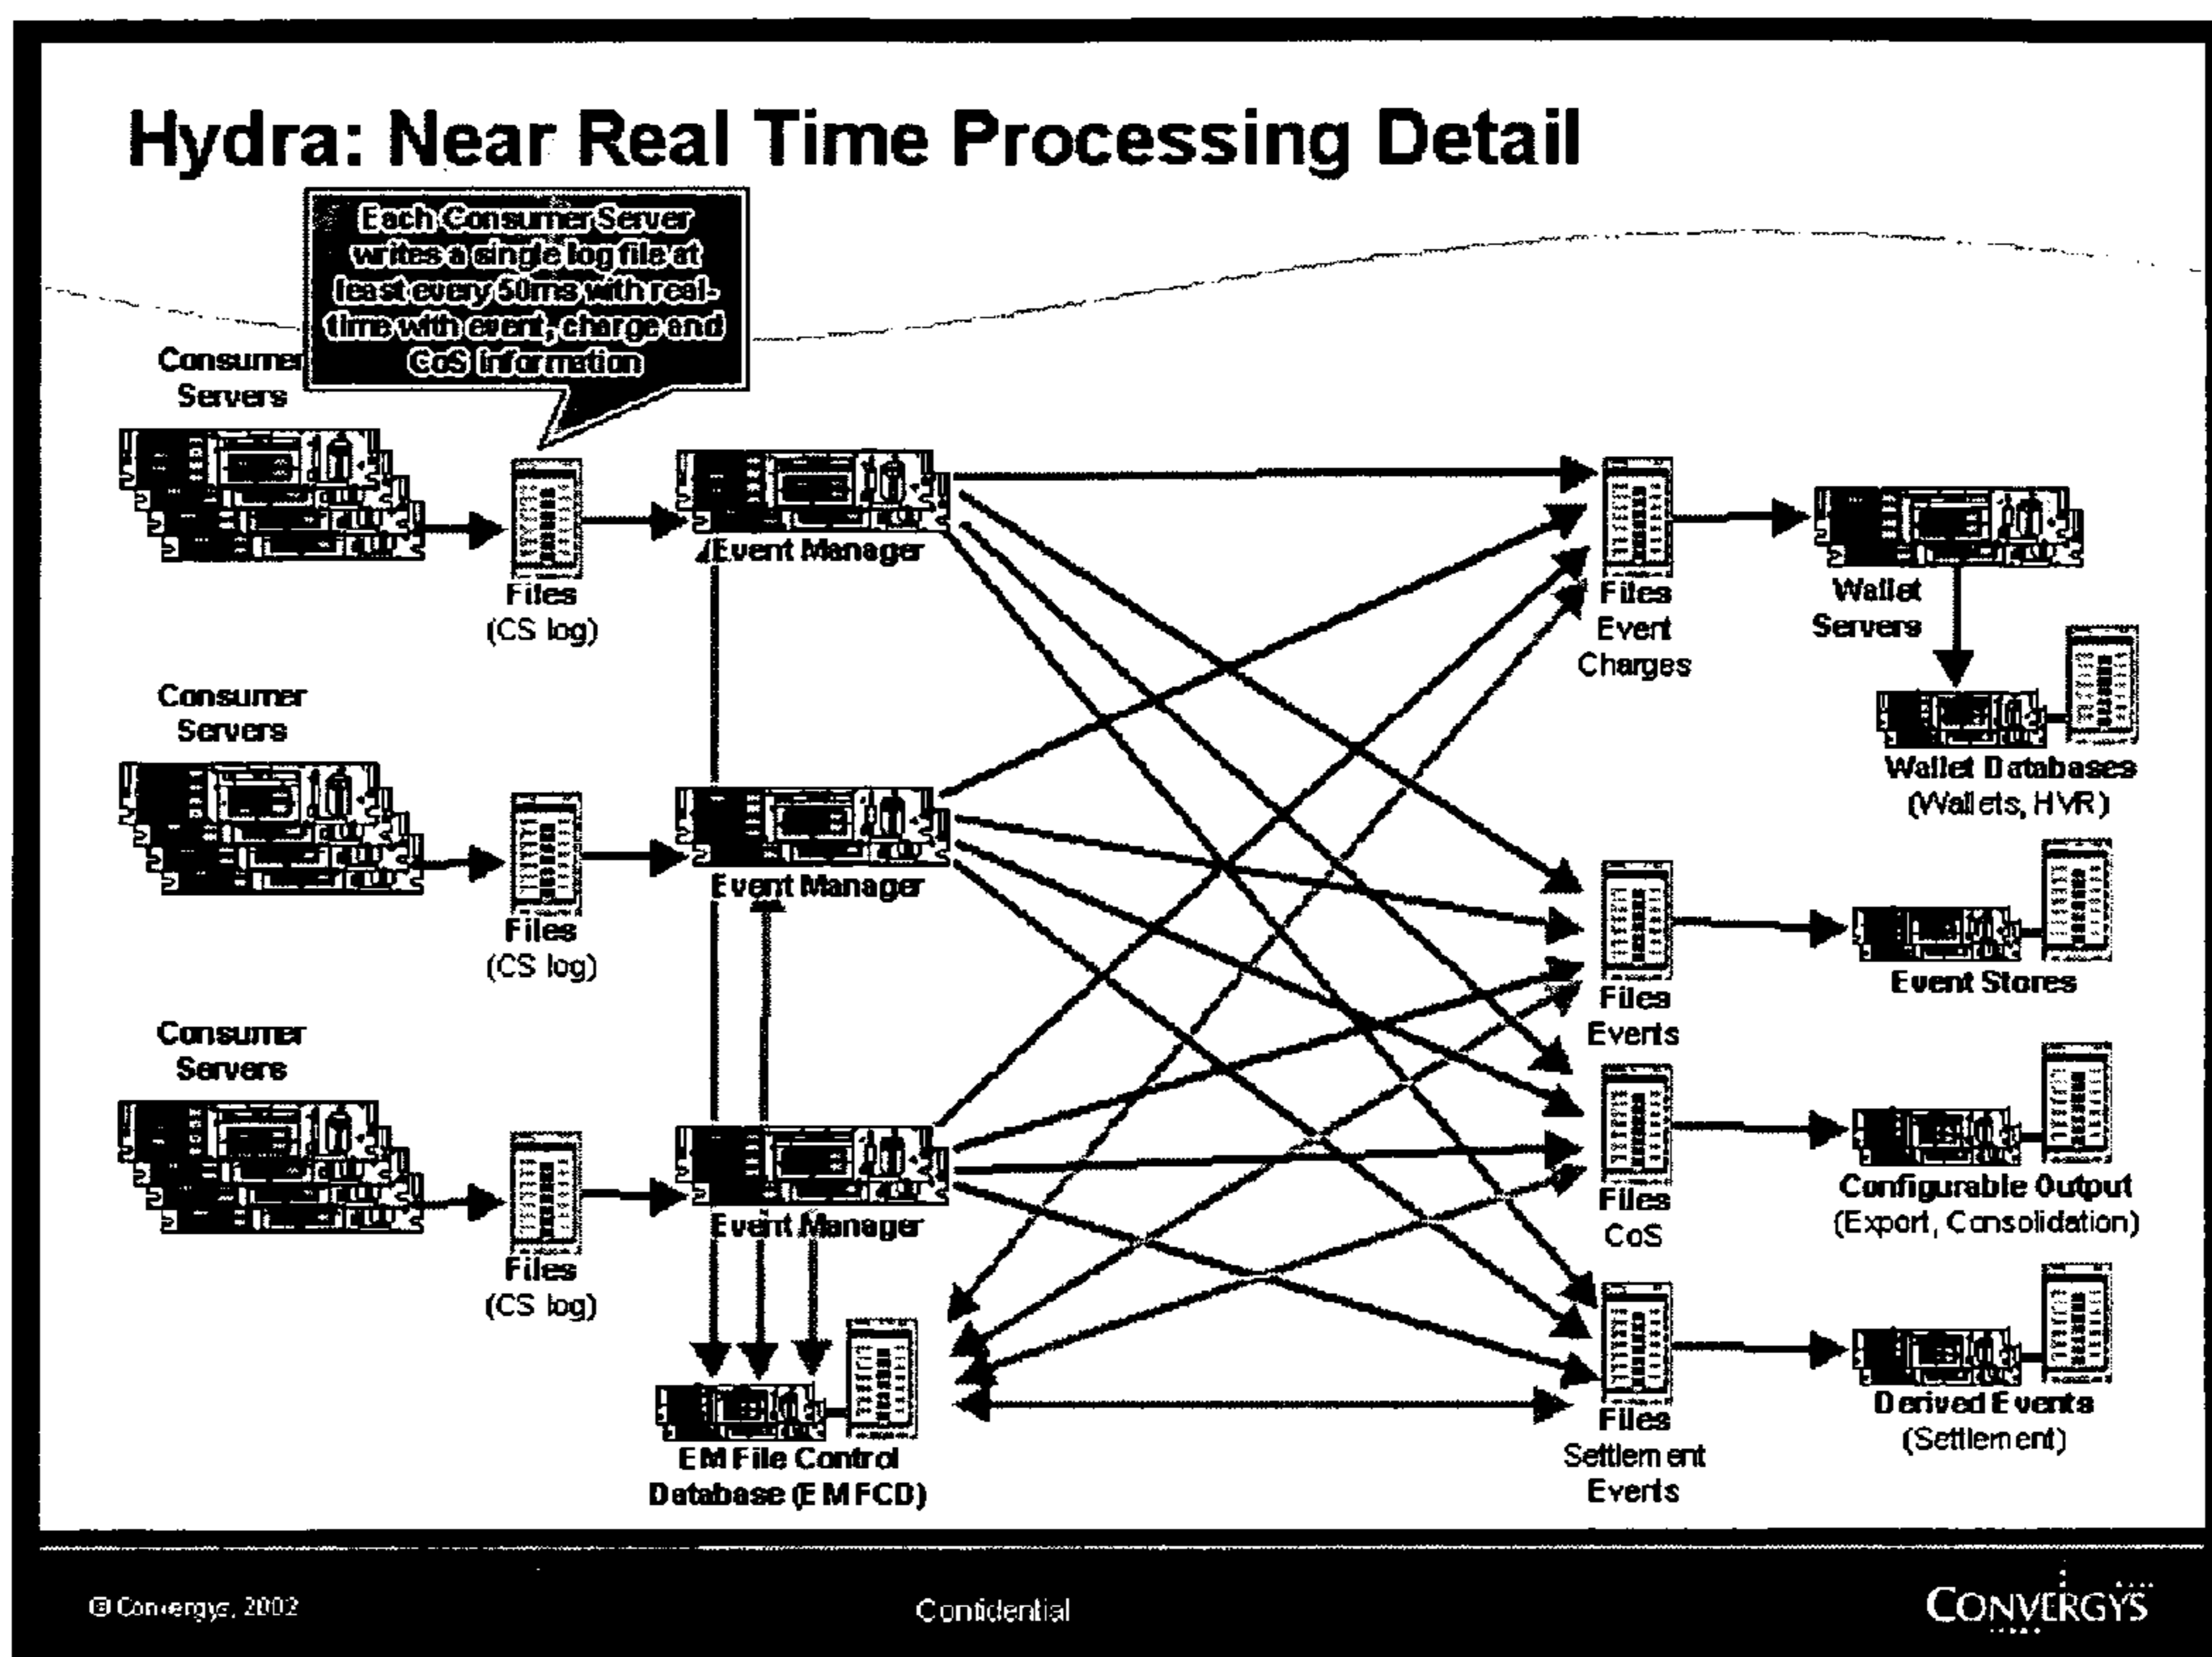 Hydra: Near Real Time Processing Detail
Each Consumer Server
writes a single log file at
least every 50ms with real-
time with event, charge and
CoS information
Consumer
Servers
Event Manager
Files
(CS log)
Files
Event
Charges
Wallet
Servers
Consumer
Servers
Wallet Databases
(Wallets, HVR)
Event Manager
Files
(CS log)
Files
Events
Event Stores
Consumer
Servers
Event Manager
Files
(CS log)
Files
CoS
Configurable Output
(Export, Consolidation)
EM File Control
Database (EMFCD)
Files
Settlement
Events
Derived Events
(Settlement)
© Convergys, 2002
Confidential
CONVERGYS